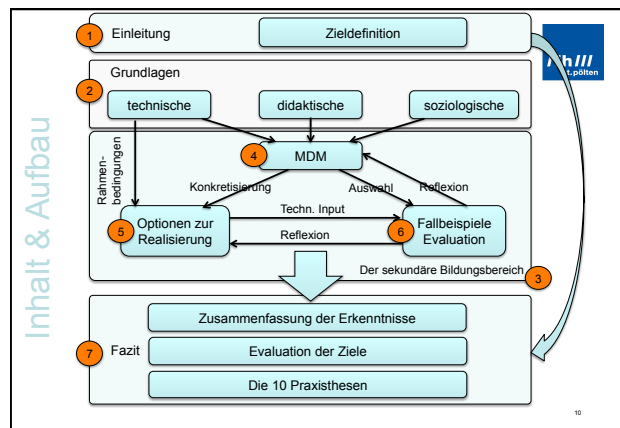 Inhalt & Aufbau
1 Einleitung
Zieldefinition
st.pölten
Grundlagen
2
technische
didaktische
soziologische
Rahmen-
bedingungen
4
MDM
Konkretisierung
Auswahl
Reflexion
5
Optionen zur
Realisierung
Techn. Input
Reflexion
6
Fallbeispiele
Evaluation
Der sekundäre Bildungsbereich
3
Zusammenfassung der Erkenntnisse
7 Fazit
Evaluation der Ziele
Die 10 Praxisthesen
10